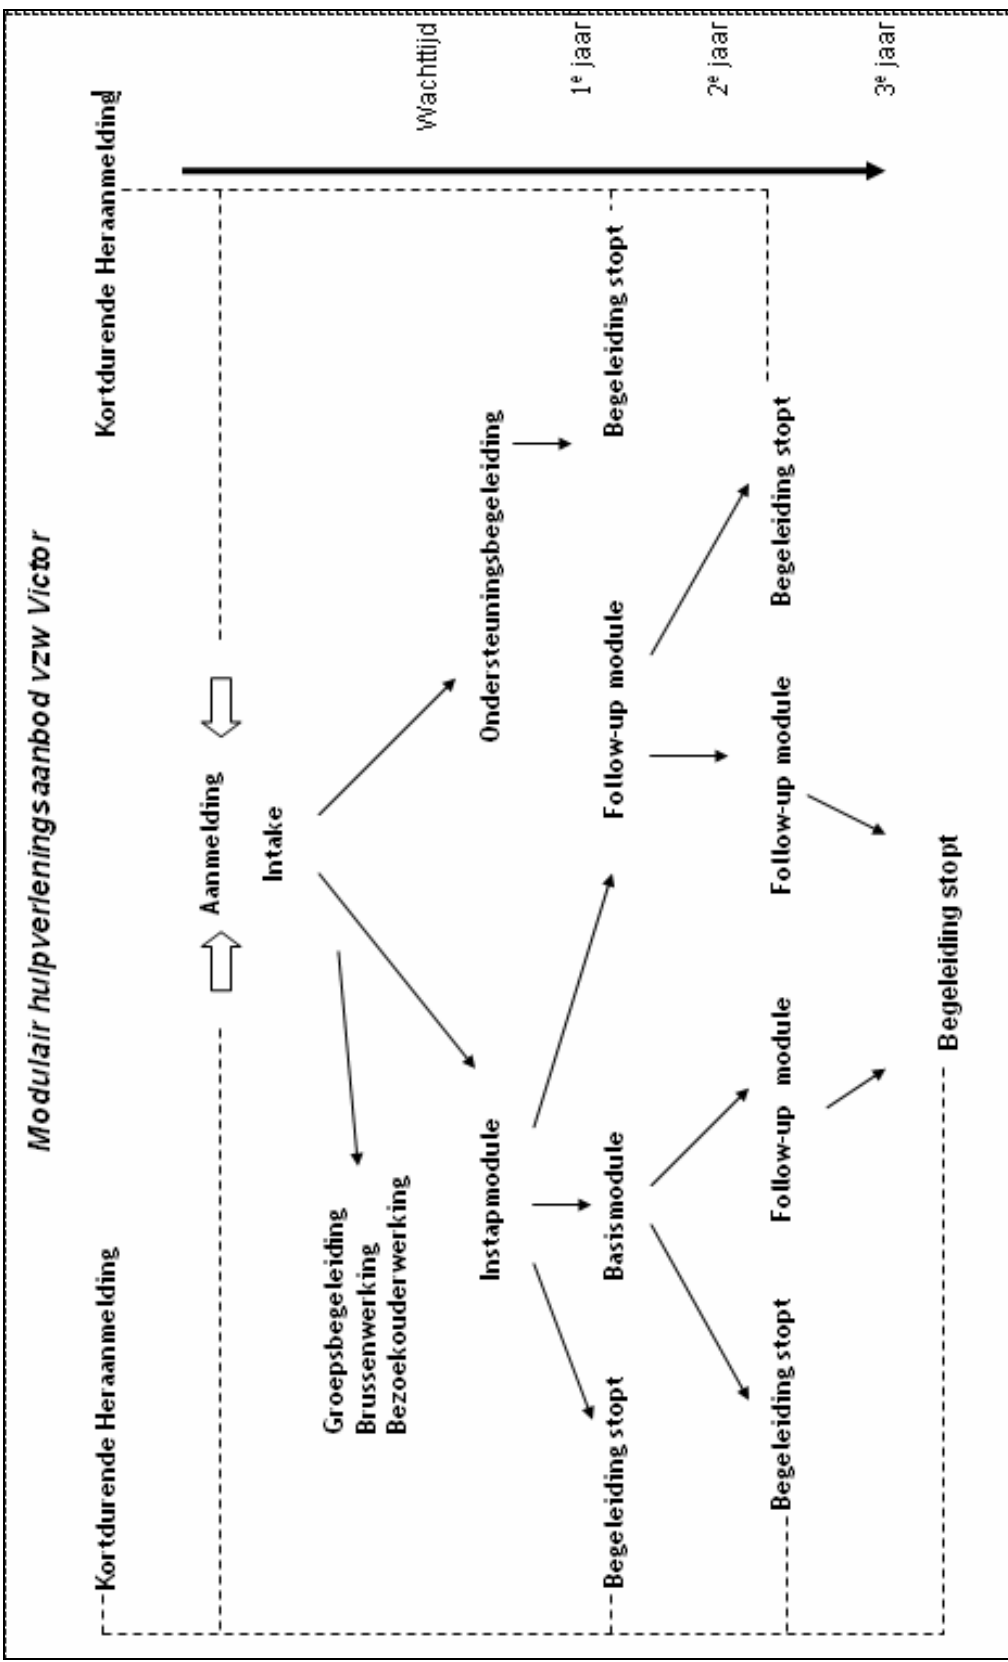 Modulair hulpverleningsaanbod vzw Victor
Kortdurende Heraanmelding
Kortdurende Heraanmelding
Aanmelding
Intake
Groepsbegeleiding
Brussenwerking
Bezoekouderwerking
Wachttijd
Instapmodule
Ondersteuningsbegeleiding
1e jaar
Begeleiding stopt
Basismodule
Follow-up module
Begeleiding stopt
2e jaar
Begeleiding stopt
Follow-up module
Follow-up module
Begeleiding stopt
3e jaar
Begeleiding stopt